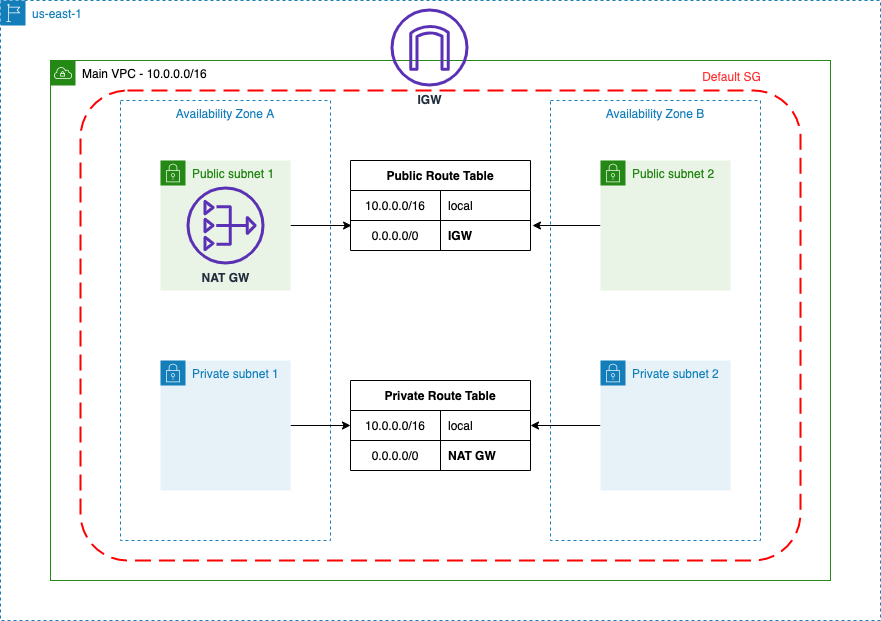 us-east-1
IGW
Main VPC - 10.0.0.0/16
Default SG
Availability Zone A
Availability Zone B
Public subnet 1
NAT GW
Public Route Table
10.0.0.0/16 local
0.0.0.0/0 IGW
Public subnet 2
Private subnet 1
Private Route Table
10.0.0.0/16 local
0.0.0.0/0 NAT GW
Private subnet 2